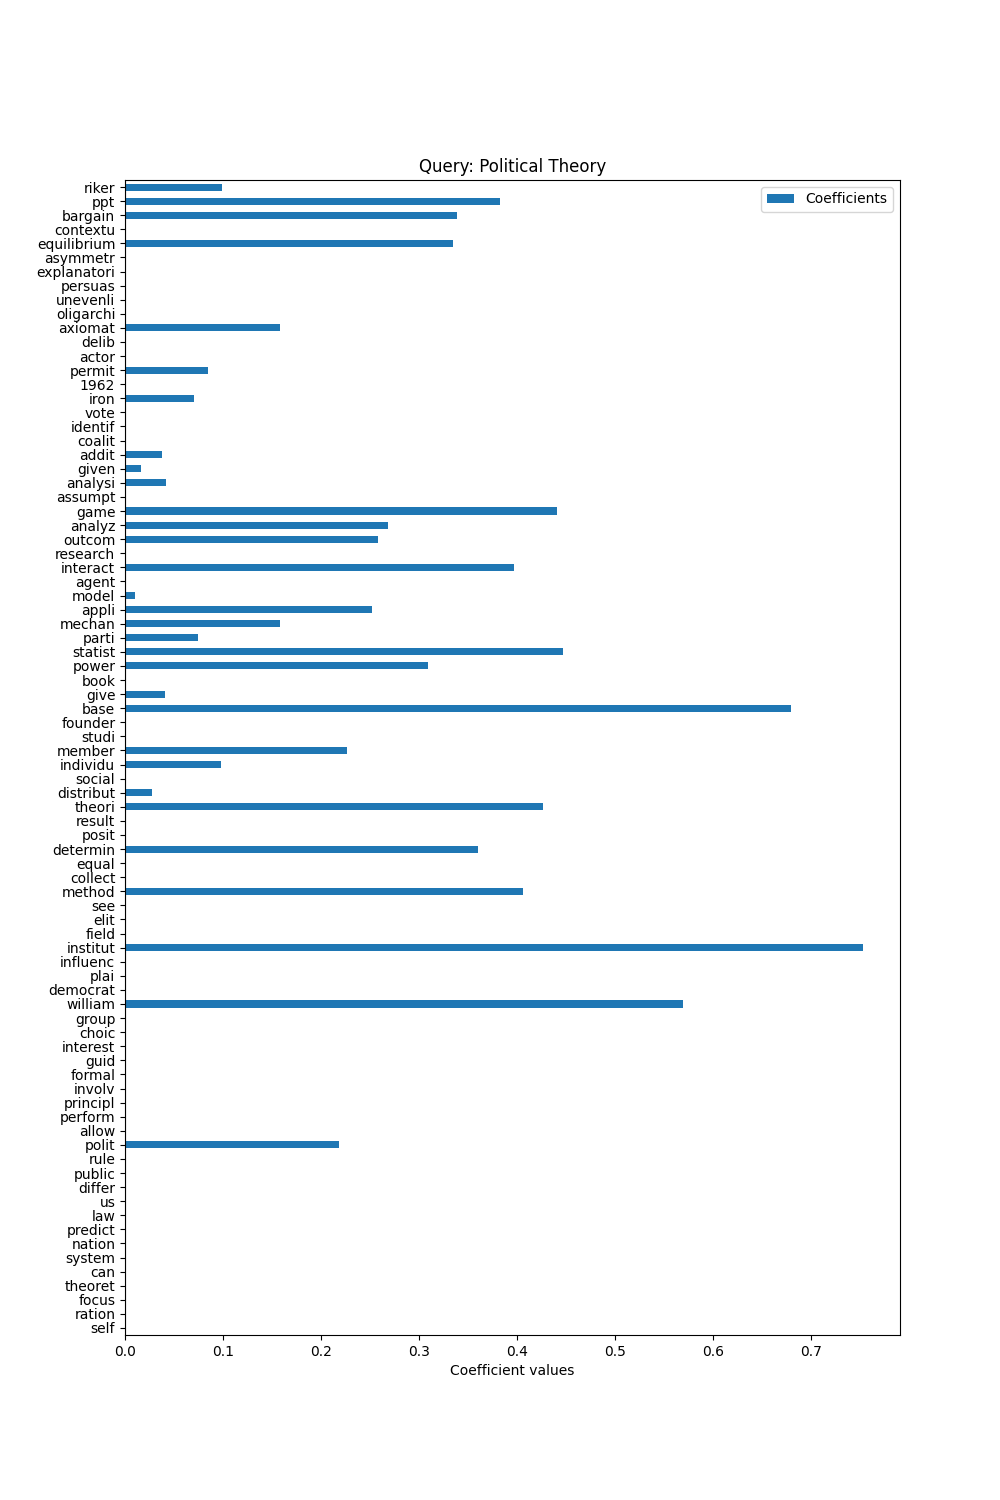 Query: Political Theory
Coefficients
riker
ppt
bargain
contextu
equilibrium
asymmetr
explanatori
persuas
unevenli
oligarchi
axiomat
delib
actor
permit
1962
iron
vote
identif
coalit
addit
given
analysi
assumpt
game
analyz
outcom
research
interact
agent
model
appli
mechan
parti
statist
power
book
give
base
founder
studi
member
individu
social
distribut
theori
result
posit
determin
equal
collect
method
see
elit
field
institut
influenc
plai
democrat
william
group
choic
interest
guid
formal
involv
principl
perform
allow
polit
rule
public
differ
us
law
predict
nation
system
can
theoret
focus
ration
self
0.0 0.1 0.2 0.3 0.4 0.5 0.6 0.7
Coefficient values